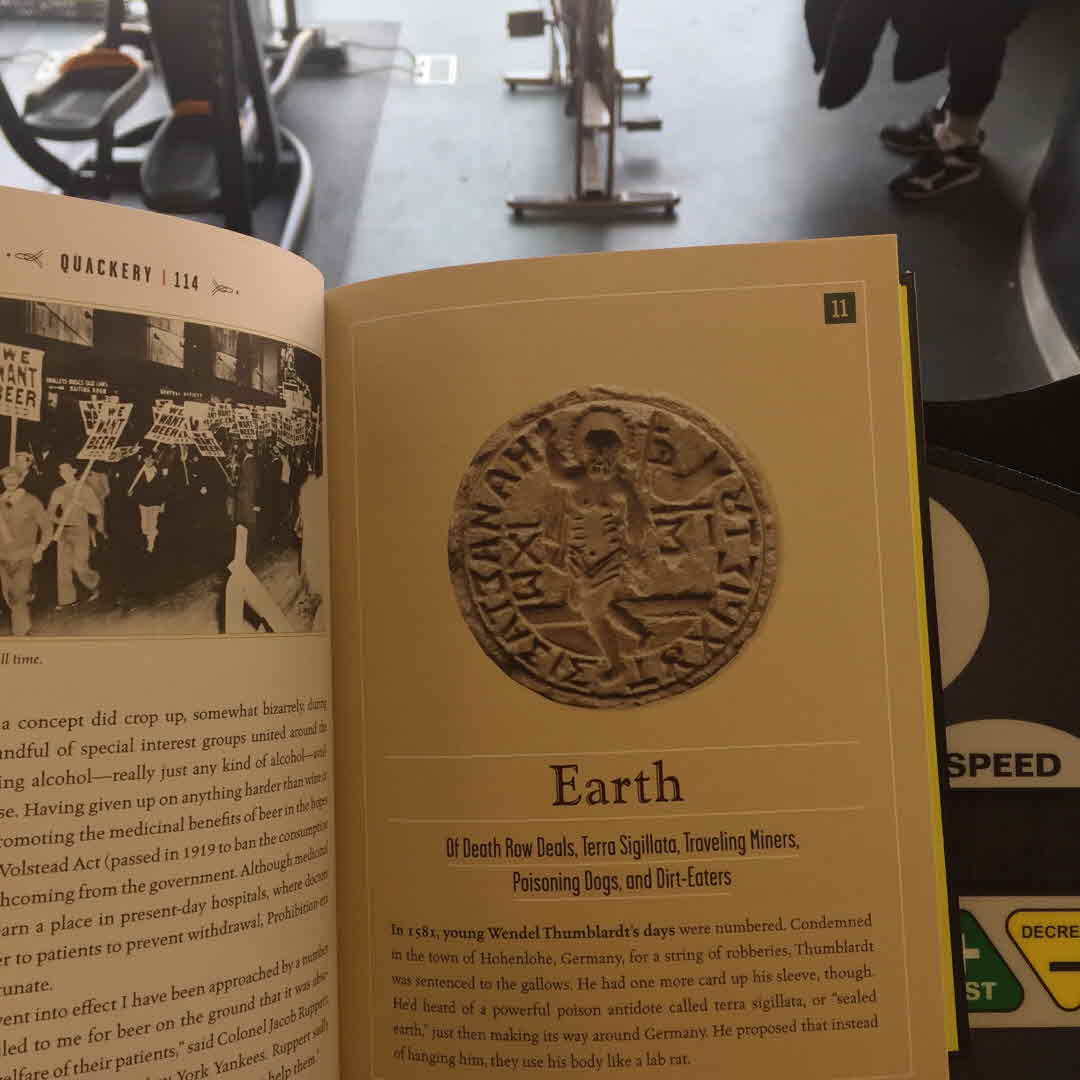 QUACKERY | 114
WE
WANT
BEER
WE
WANT
BEER
WE
WANT
BEER
ll time.
a concept did crop up, somewhat bizarrely, during
ndful of special interest groups united around the
ing alcohol—really just any kind of alcohol—
se. Having given up on anything harder than wine or
romoting the medicinal benefits of beer in the hopes
Volstead Act (passed in 1919 to ban the consumption
thcoming from the government. Although medicinal
earn a place in present-day hospitals, where doctors
er to patients to prevent withdrawal, Prohibition-era
tunate.
vent into effect I have been approached by a number
led to me for beer on the ground that it was abso-
welfare of their patients," said Colonel Jacob Ruppert,
York Yankees. Ruppert sadly
help them."
11
Earth
Of Death Row Deals, Terra Sigillata, Traveling Miners,
Poisoning Dogs, and Dirt-Eaters
In 1581, young Wendel Thumblardt's days were numbered. Condemned
in the town of Hohenlohe, Germany, for a string of robberies, Thumblardt
was sentenced to the gallows. He had one more card up his sleeve, though.
He'd heard of a powerful poison antidote called terra sigillata, or "sealed
earth," just then making its way around Germany. He proposed that instead
of hanging him, they use his body like a lab rat.
SPEED
+
ST
DECRE
–